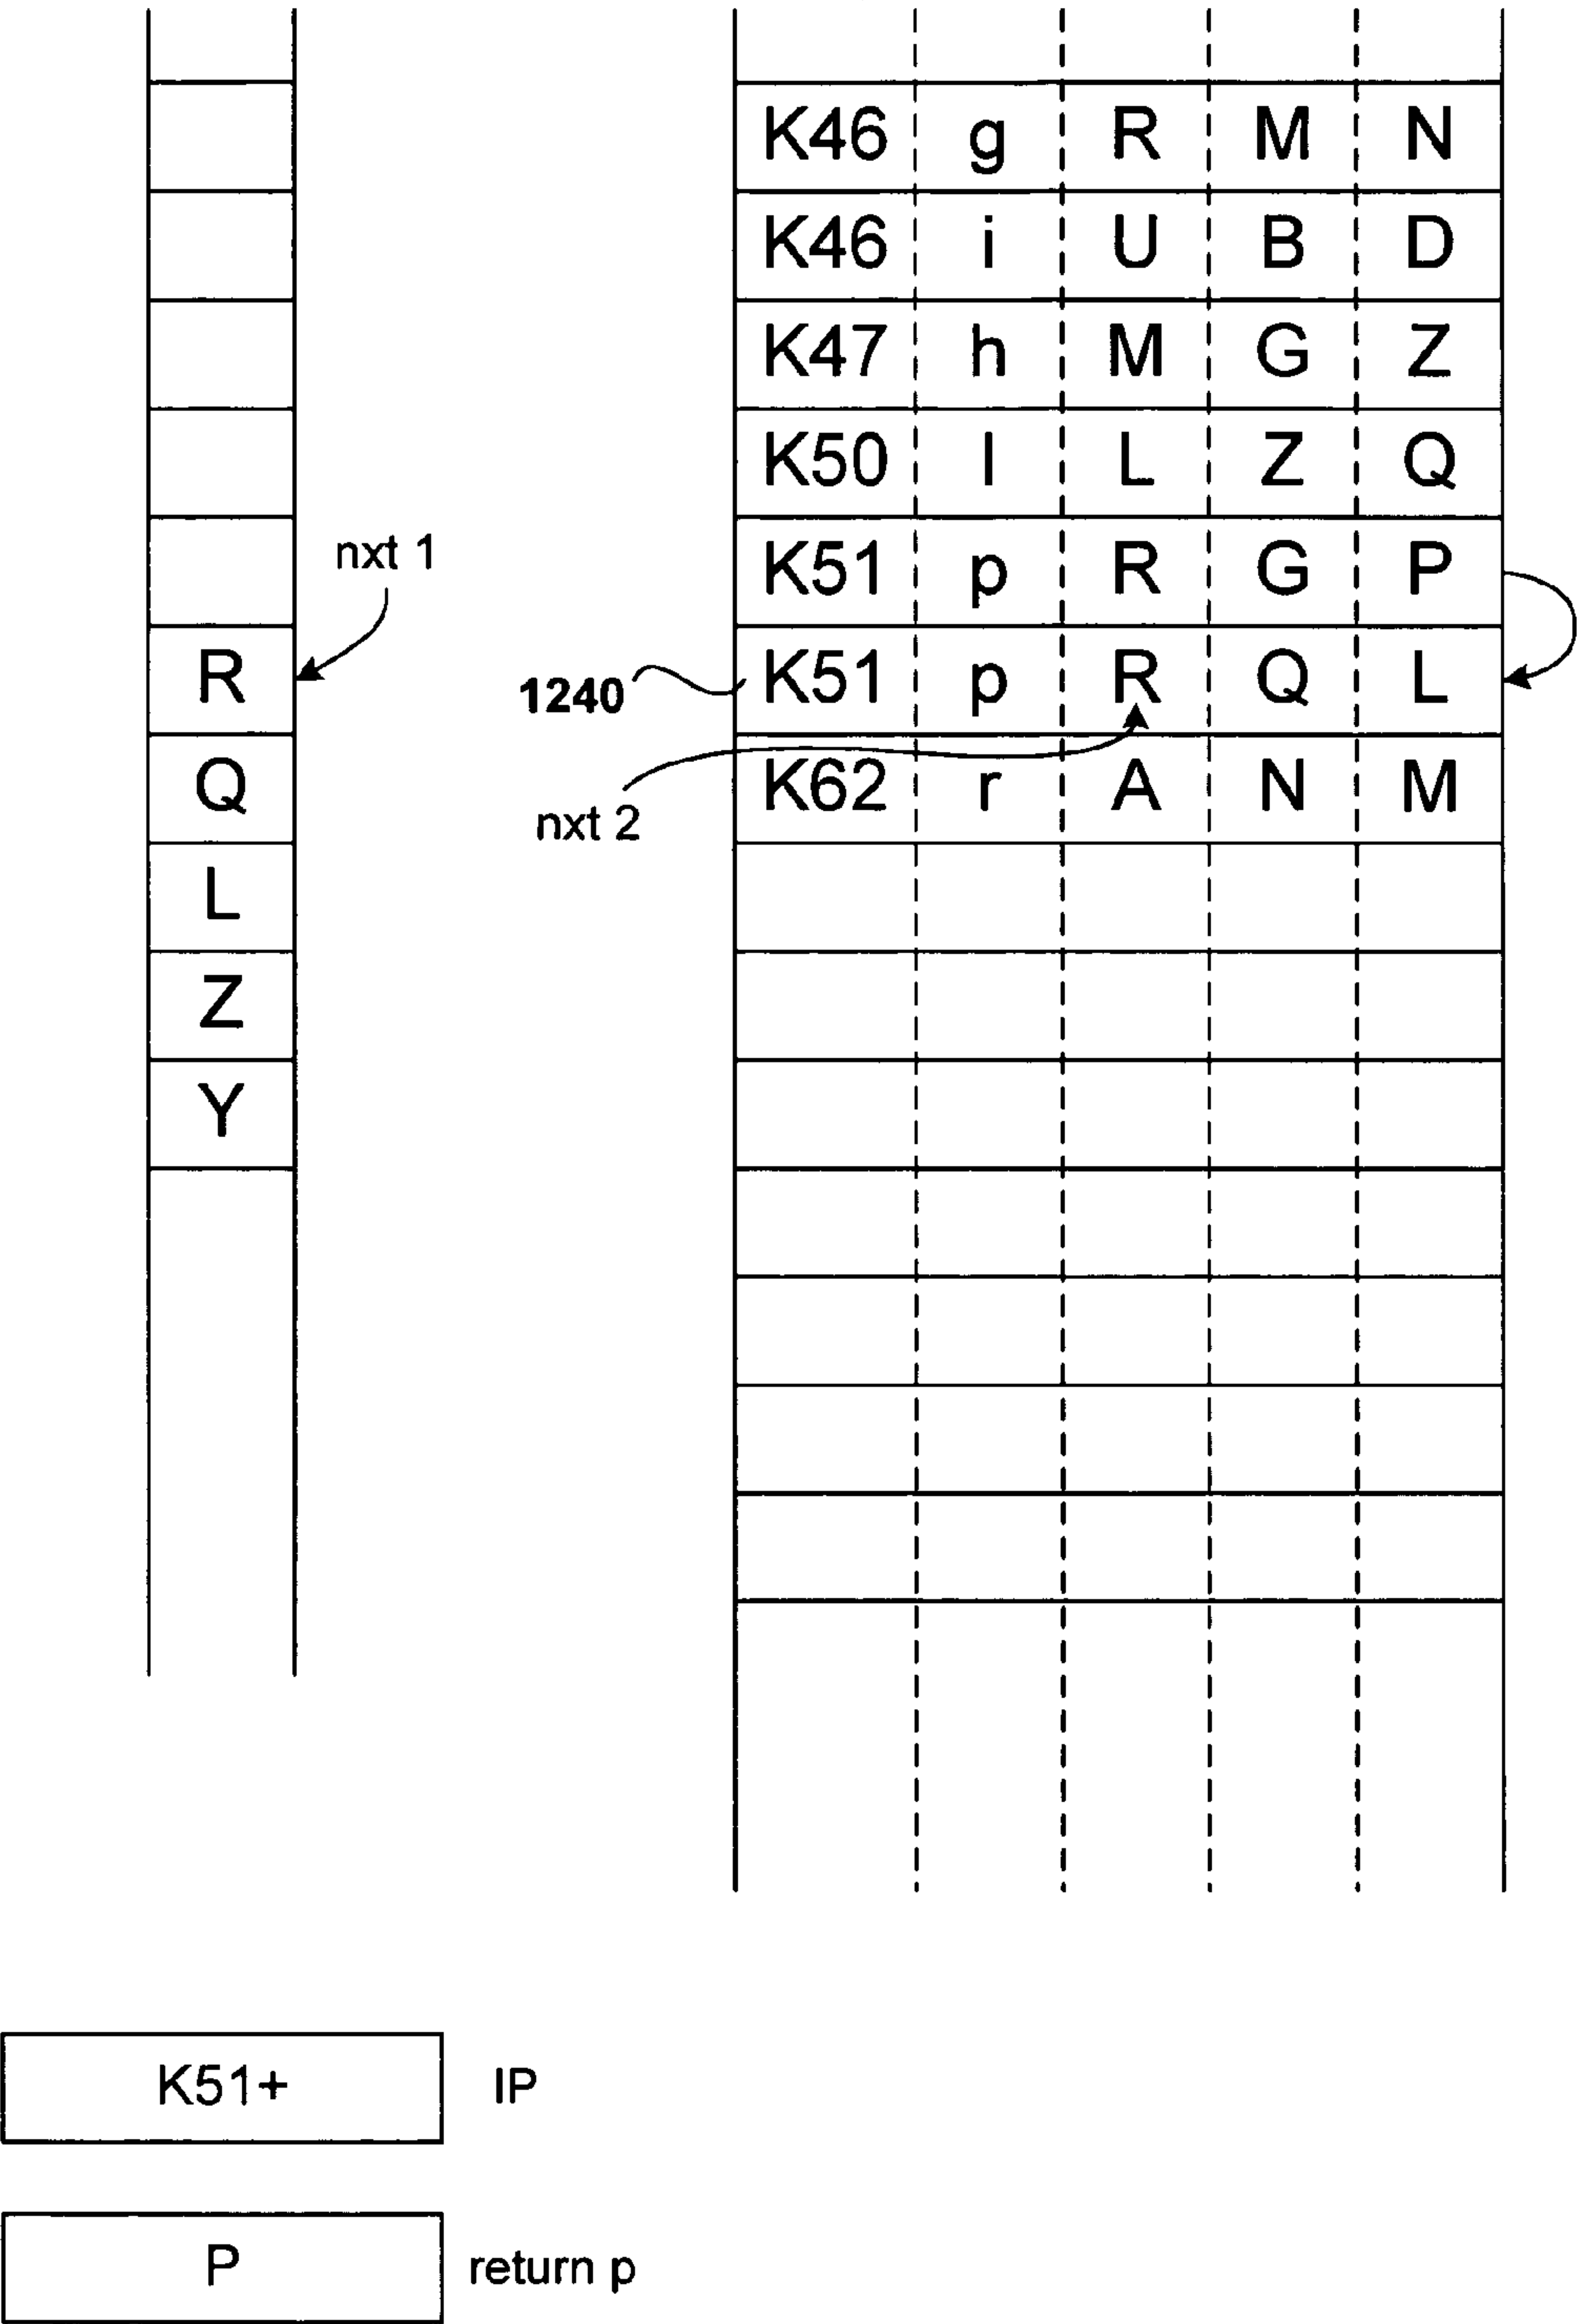 K46 g R M N
K46 i U B D
K47 h M G Z
K50 l L Z Q
nxt 1
K51 p R G P
R
1240
K51 p R Q L
Q
nxt 2
K62 r A N M
L
Z
Y
K51+ IP
P return p